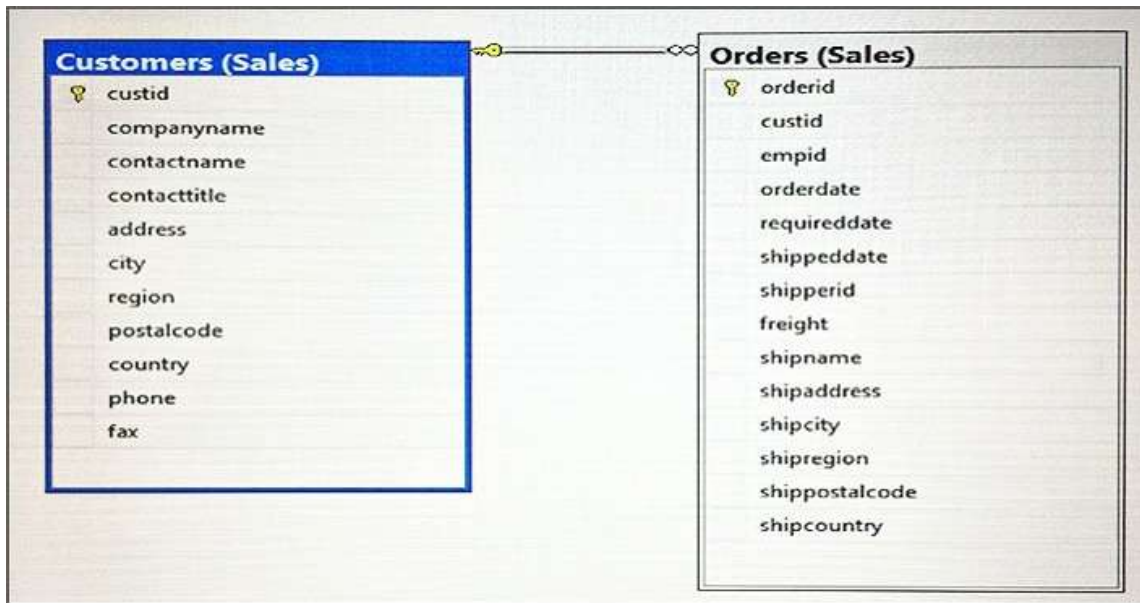 Customers (Sales)
custid
companyname
contactname
contacttitle
address
city
region
postalcode
country
phone
fax
Orders (Sales)
orderid
custid
empid
orderdate
requireddate
shippeddate
shipperid
freight
shipname
shipaddress
shipcity
shipregion
shippostalcode
shipcountry